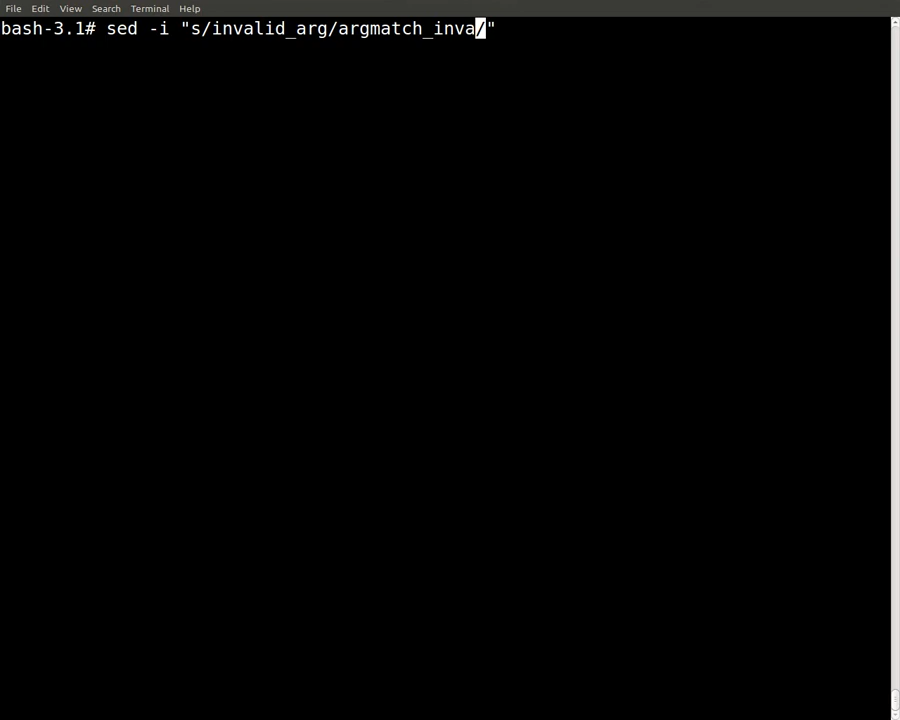 File Edit View Search Terminal Help
bash-3.1# sed -i "s/invalid_arg/argmatch_inva/"